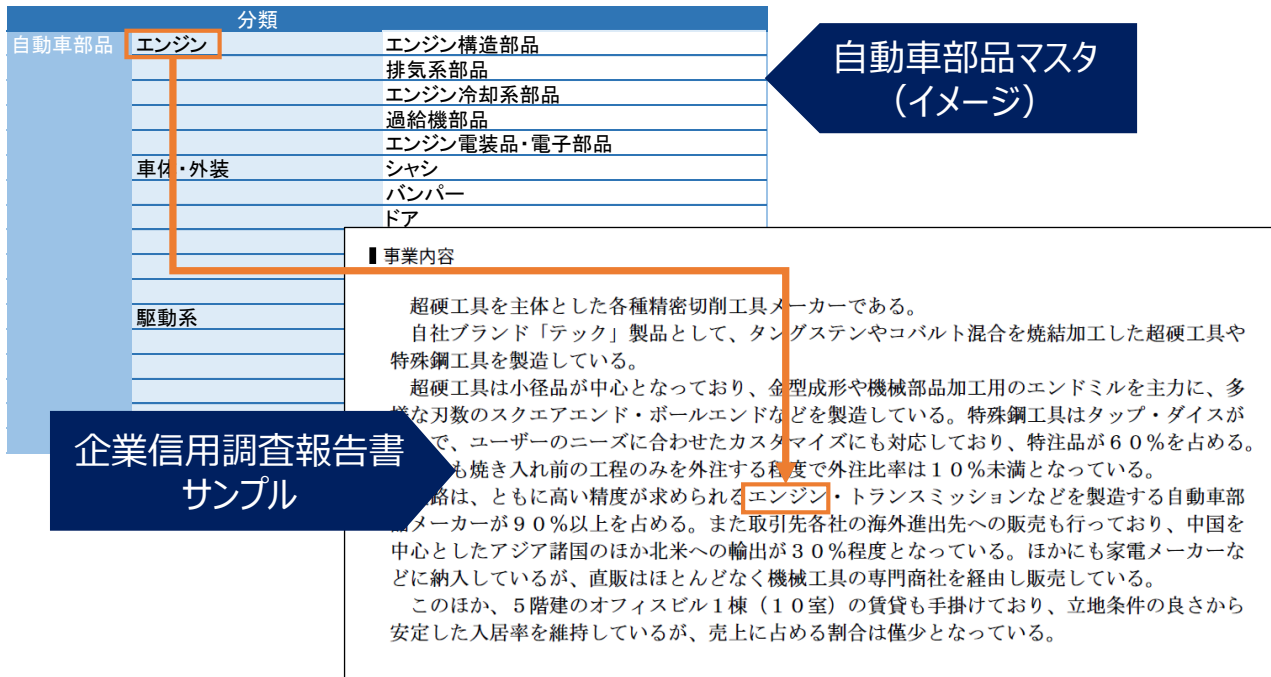 分類
自動車部品 エンジン エンジン構造部品
排気系部品
エンジン冷却系部品
過給機部品
エンジン電装品・電子部品
車体・外装 シャシ
バンパー
ドア
駆動系
自動車部品マスタ
（イメージ）
企業信用調査報告書
サンプル
▌事業内容
超硬工具を主体とした各種精密切削工具メーカーである。
自社ブランド「テック」製品として、タングステンやコバルト混合を焼結加工した超硬工具や
特殊鋼工具を製造している。
超硬工具は小径品が中心となっており、金型成形や機械部品加工用のエンドミルを主力に、多
様な刃数のスクエアエンド・ボールエンドなどを製造している。特殊鋼工具はタップ・ダイスが
で、ユーザーのニーズに合わせたカスタマイズにも対応しており、特注品が６０％を占める。
も焼き入れ前の工程のみを外注する程度で外注比率は１０％未満となっている。
路は、ともに高い精度が求められるエンジン・トランスミッションなどを製造する自動車部
品メーカーが９０％以上を占める。また取引先各社の海外進出先への販売も行っており、中国を
中心としたアジア諸国のほか北米への輸出が３０％程度となっている。ほかにも家電メーカーな
どに納入しているが、直販はほとんどなく機械工具の専門商社を経由し販売している。
このほか、５階建のオフィスビル１棟（１０室）の賃貸も手掛けており、立地条件の良さから
安定した入居率を維持しているが、売上に占める割合は僅少となっている。